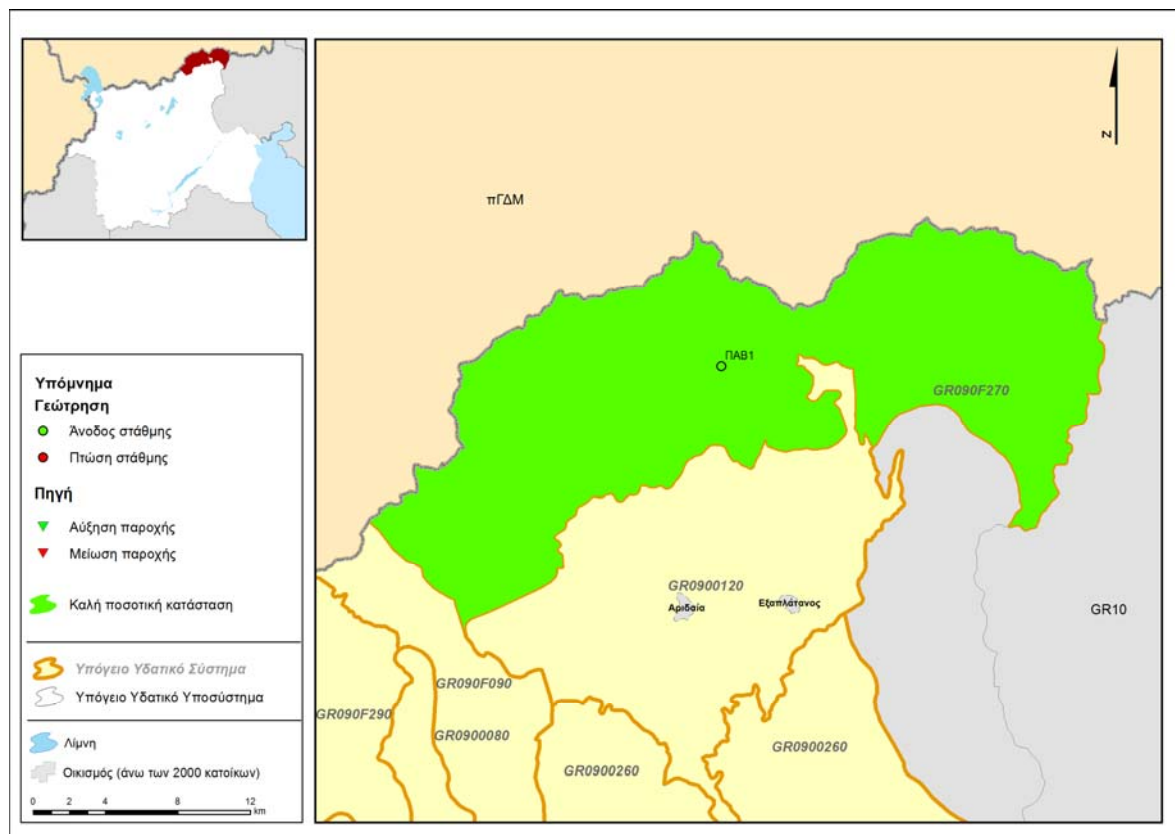 πΓΔΜ
ΠΑΒ1
GR090F270
GR0900120
Αριδαία
Εξαπλάτανος
GR10
GR090F090
GR090F290
GR0900080
GR0900260
GR0900260
N
Υπόμνημα
Γεώτρηση
Άνοδος στάθμης
Πτώση στάθμης
Πηγή
Αύξηση παροχής
Μείωση παροχής
Καλή ποσοτική κατάσταση
Υπόγειο Υδατικό Σύστημα
Υπόγειο Υδατικό Υποσύστημα
Λίμνη
Οικισμός (άνω των 2000 κατοίκων)
0 2 4 8 12
km